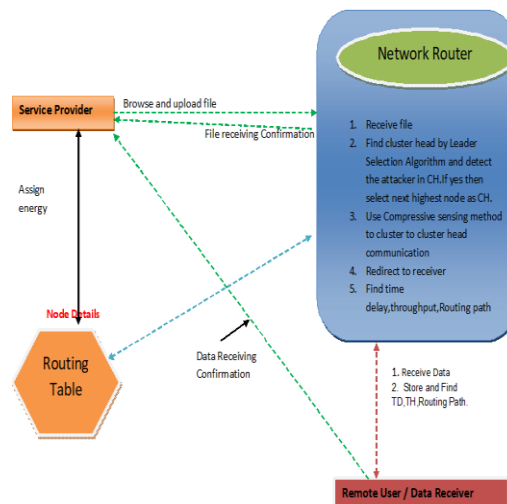 Network Router
Browse and upload file
Service Provider
File receiving Confirmation
1. Receive file
2. Find cluster head by Leader
Selection Algorithm and detect
the attacker in CH.If yes then
select next highest node as CH.
3. Use Compressive sensing method
to cluster to cluster head
communication
4. Redirect to receiver
5. Find time
delay,throughput,Routing path.
Assign
energy
Node Details
Routing
Table
Data Receiving
Confirmation
1. Receive Data
2. Store and Find
TD,TH,Routing Path.
Remote User / Data Receiver